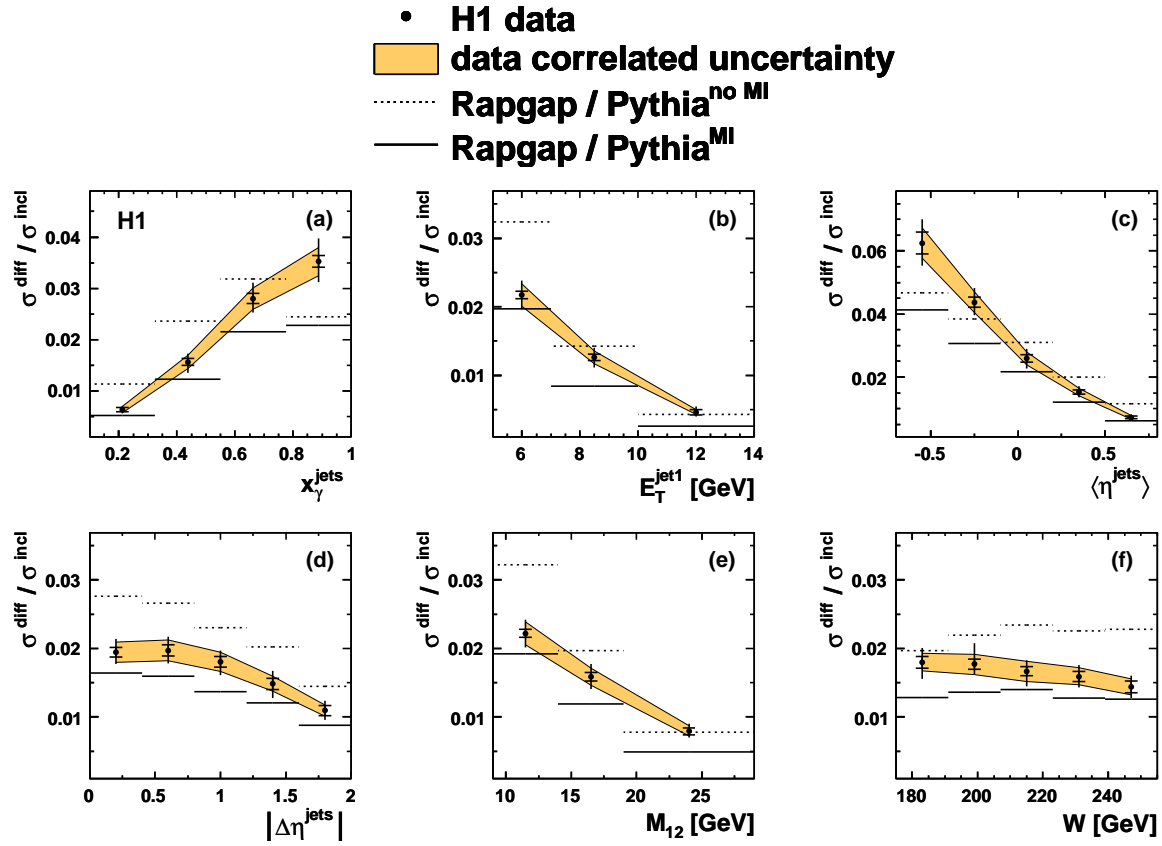 H1 data
data correlated uncertainty
Rapgap / Pythia^no MI
Rapgap / Pythia^MI
σ^diff / σ^incl
H1
(a)
0.04
0.03
0.02
0.01
0.2 0.4 0.6 0.8 1
x_γ^jets
σ^diff / σ^incl
(b)
0.03
0.02
0.01
6 8 10 12 14
E_T^jet1 [GeV]
σ^diff / σ^incl
(c)
0.06
0.04
0.02
-0.5 0 0.5
⟨η^jets⟩
σ^diff / σ^incl
(d)
0.03
0.02
0.01
0 0.5 1 1.5 2
|Δη^jets|
σ^diff / σ^incl
(e)
0.03
0.02
0.01
10 15 20 25
M_12 [GeV]
σ^diff / σ^incl
(f)
0.03
0.02
0.01
180 200 220 240
W [GeV]